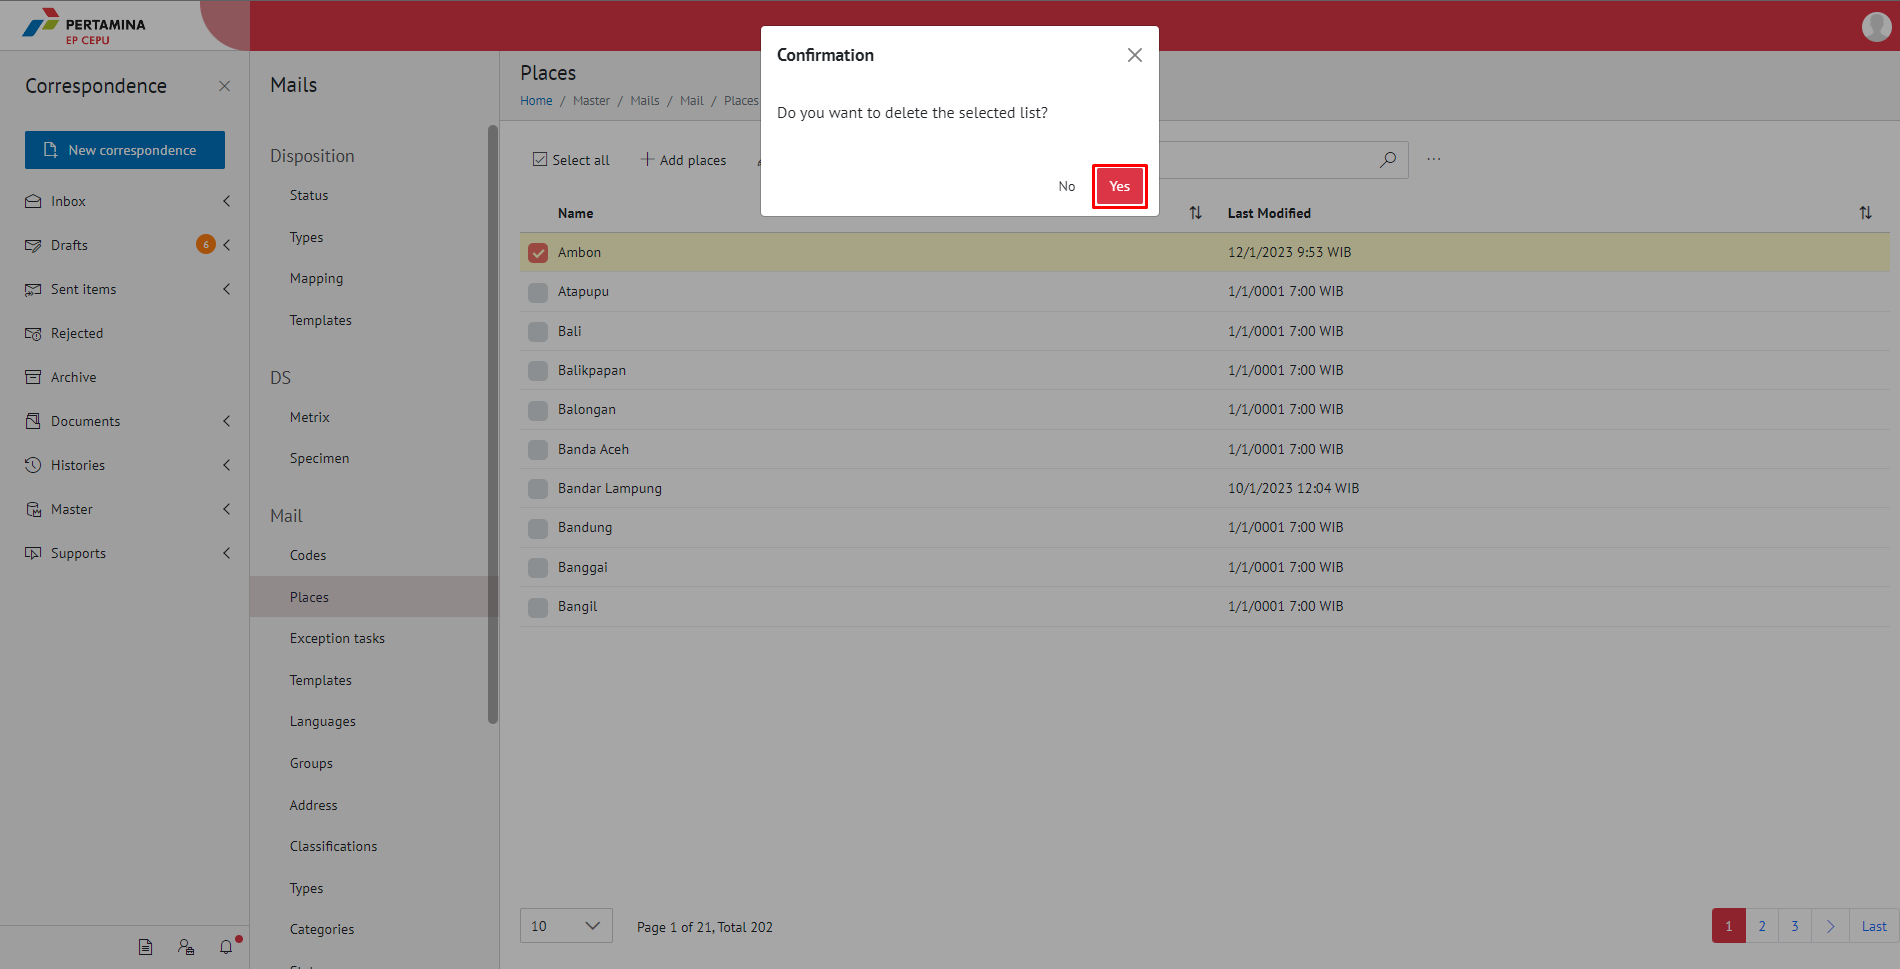 PERTAMINA
EP CEPU
Correspondence
New correspondence
Inbox
Drafts
6
Sent items
Rejected
Archive
Documents
Histories
Master
Supports
Mails
Disposition
Status
Types
Mapping
Templates
DS
Metrix
Specimen
Mail
Codes
Places
Exception tasks
Templates
Languages
Groups
Address
Classifications
Types
Categories
Places
Home / Master / Mails / Mail / Places
Select all
Add places
Confirmation
Do you want to delete the selected list?
No
Yes
Name
Last Modified
Ambon 12/1/2023 9:53 WIB
Atapupu 1/1/0001 7:00 WIB
Bali 1/1/0001 7:00 WIB
Balikpapan 1/1/0001 7:00 WIB
Balongan 1/1/0001 7:00 WIB
Banda Aceh 1/1/0001 7:00 WIB
Bandar Lampung 10/1/2023 12:04 WIB
Bandung 1/1/0001 7:00 WIB
Banggai 1/1/0001 7:00 WIB
Bangil 1/1/0001 7:00 WIB
10
Page 1 of 21, Total 202
1 2 3 Last